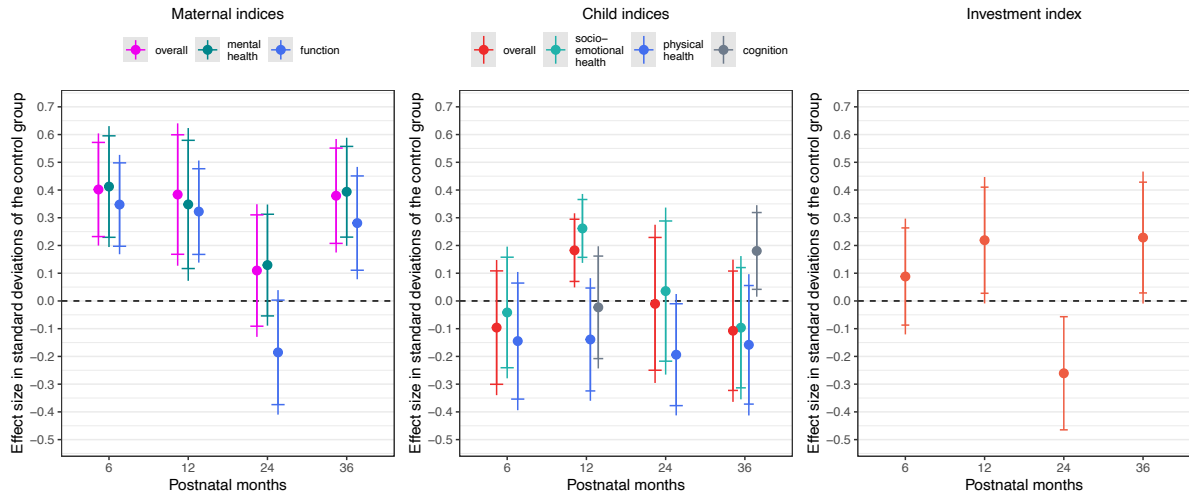 Maternal indices
overall
mental
health
function
Effect size in standard deviations of the control group
0.7
0.6
0.5
0.4
0.3
0.2
0.1
0.0
−0.1
−0.2
−0.3
−0.4
−0.5
6 12 24 36
Postnatal months
Child indices
overall
socio−
emotional
health
physical
health
cognition
Effect size in standard deviations of the control group
0.7
0.6
0.5
0.4
0.3
0.2
0.1
0.0
−0.1
−0.2
−0.3
−0.4
−0.5
6 12 24 36
Postnatal months
Investment index
Effect size in standard deviations of the control group
0.7
0.6
0.5
0.4
0.3
0.2
0.1
0.0
−0.1
−0.2
−0.3
−0.4
−0.5
6 12 24 36
Postnatal months